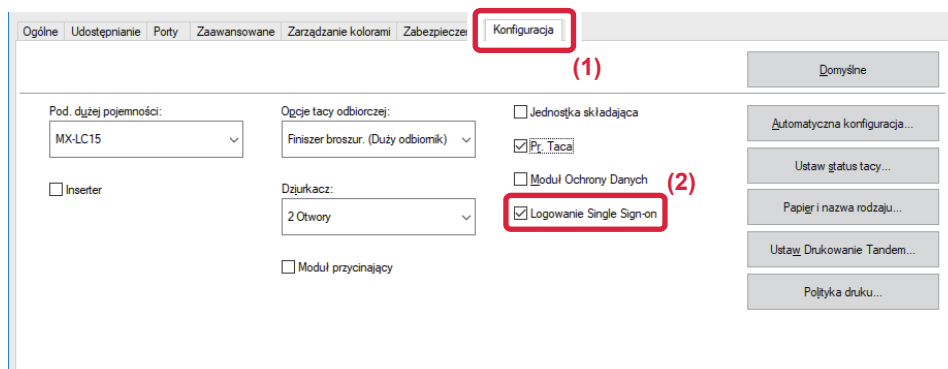 Ogólne Udostępnianie Porty Zaawansowane Zarządzanie kolorami Zabezpieczer Konfiguracja
(1)
Domyślne
Pod. dużej pojemności:
MX-LC15
Inserter
Opcje tacy odbiorczej:
Finiszer broszur. (Duży odbiornik)
Dziurkacz:
2 Otwory
Moduł przycinający
Jednostka składająca
Pr. Taca
Moduł Ochrony Danych
(2)
Logowanie Single Sign-on
Automatyczna konfiguracja...
Ustaw status tacy...
Papier i nazwa rodzaju...
Ustaw Drukowanie Tandem...
Polityka druku...